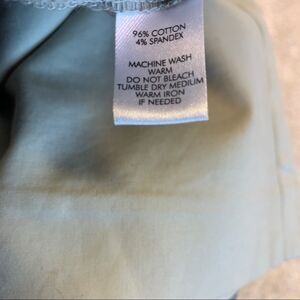 96% COTTON
4% SPANDEX
MACHINE WASH
WARM
DO NOT BLEACH
TUMBLE DRY MEDIUM
WARM IRON
IF NEEDED